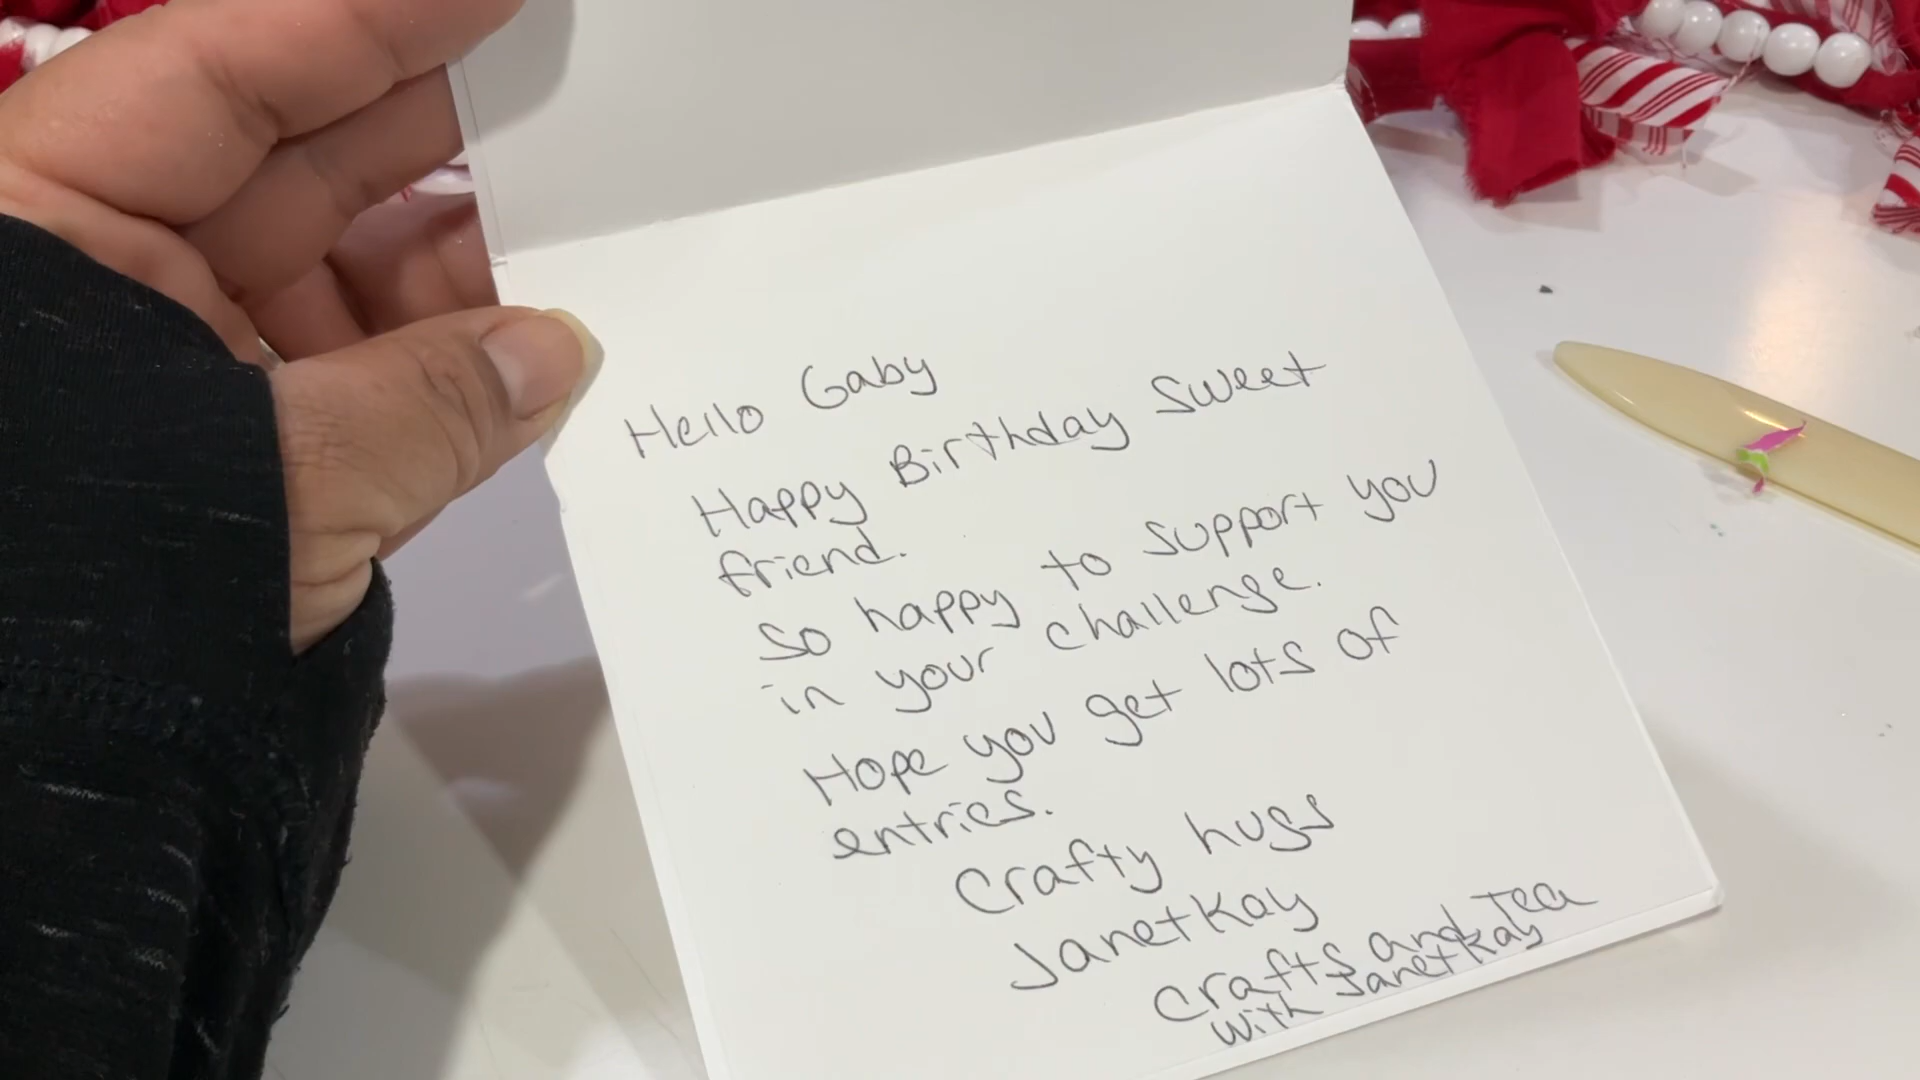 Hello Gaby
Happy Birthday Sweet
friend.
So happy to support you
in your challenge.
Hope you get lots of
entries.
Crafty hugs
JanetKay
Crafts and Tea
with JanetKay